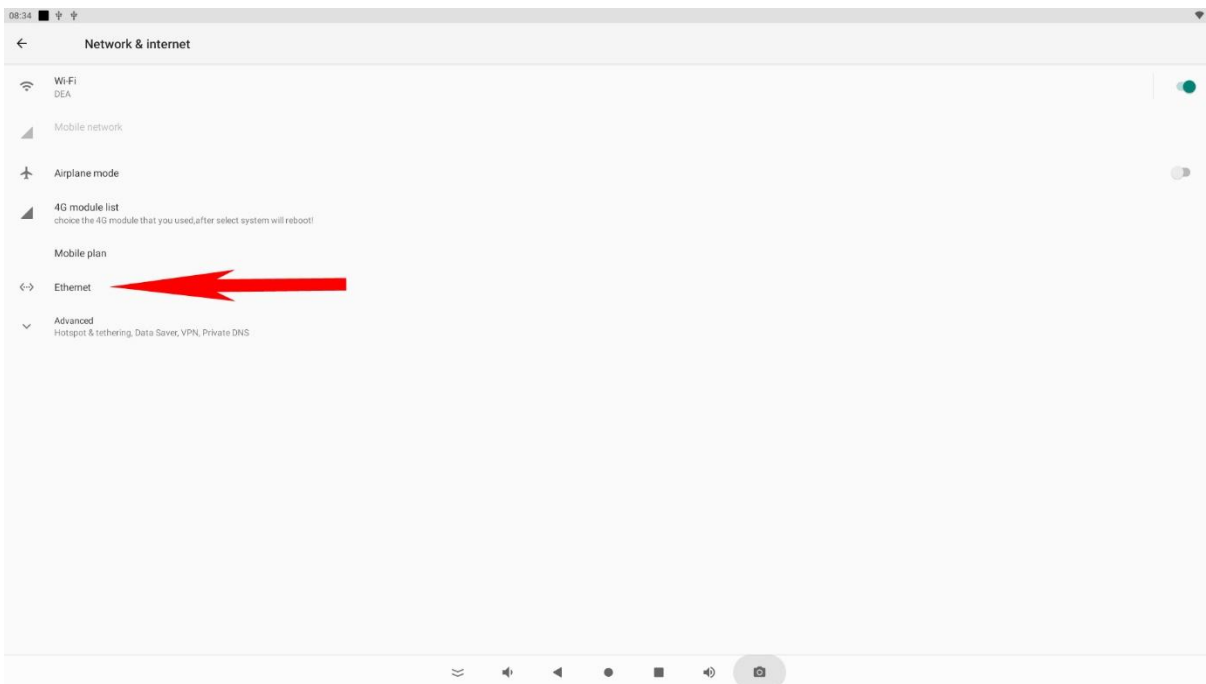 08:34
Network & internet
Wi-Fi
DEA
Mobile network
Airplane mode
4G module list
choice the 4G module that you used,after select system will reboot!
Mobile plan
Ethernet
Advanced
Hotspot & tethering, Data Saver, VPN, Private DNS